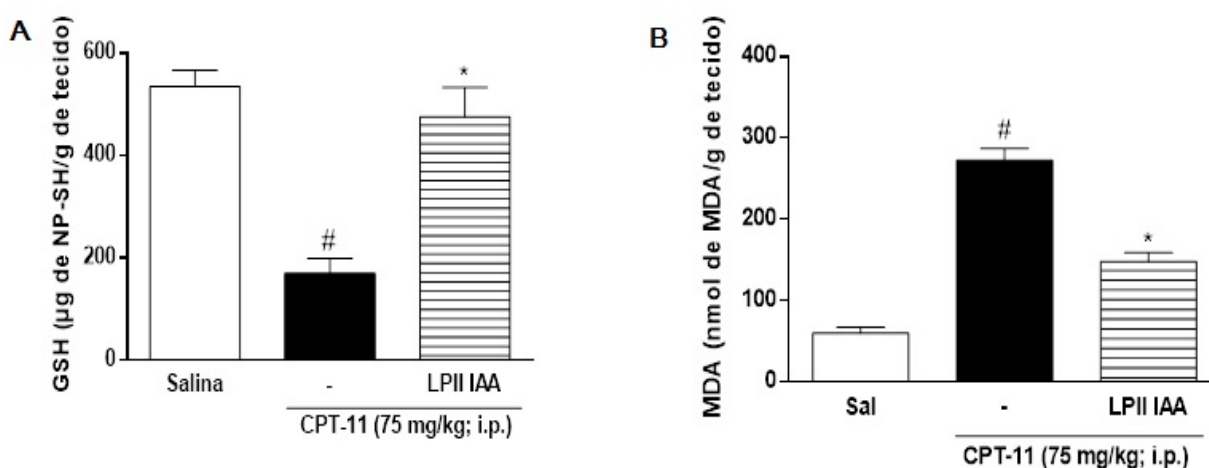 A
GSH (µg de NP-SH/g de tecido)
600
400
200
0
#
*
Salina
-
LPII IAA
CPT-11 (75 mg/kg; i.p.)
B
MDA (nmol de MDA/g de tecido)
400
300
200
100
0
#
*
Sal
-
LPII IAA
CPT-11 (75 mg/kg; i.p.)